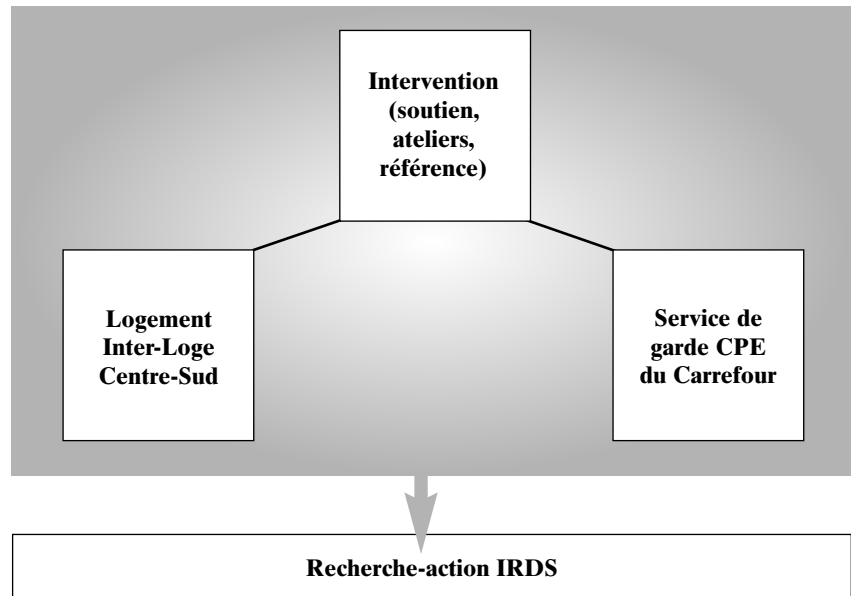 Intervention
(soutien,
ateliers,
référence)
Logement
Inter-Loge
Centre-Sud
Service de
garde CPE
du Carrefour
Recherche-action IRDS